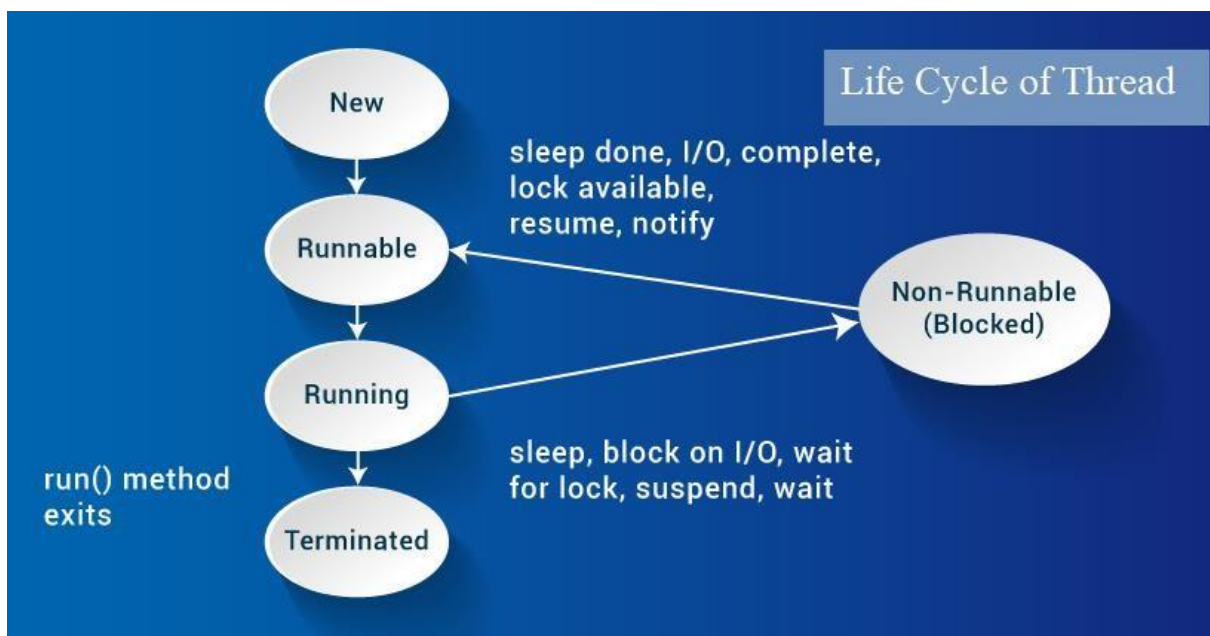 Life Cycle of Thread
New
sleep done, I/O, complete,
lock available,
resume, notify
Runnable
Non-Runnable
(Blocked)
Running
sleep, block on I/O, wait
for lock, suspend, wait
run() method
exits
Terminated